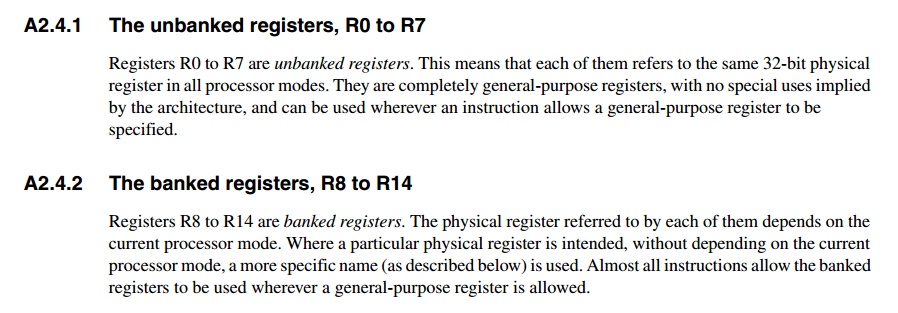 A2.4.1 The unbanked registers, R0 to R7
Registers R0 to R7 are unbanked registers. This means that each of them refers to the same 32-bit physical
register in all processor modes. They are completely general-purpose registers, with no special uses implied
by the architecture, and can be used wherever an instruction allows a general-purpose register to be
specified.
A2.4.2 The banked registers, R8 to R14
Registers R8 to R14 are banked registers. The physical register referred to by each of them depends on the
current processor mode. Where a particular physical register is intended, without depending on the current
processor mode, a more specific name (as described below) is used. Almost all instructions allow the banked
registers to be used wherever a general-purpose register is allowed.